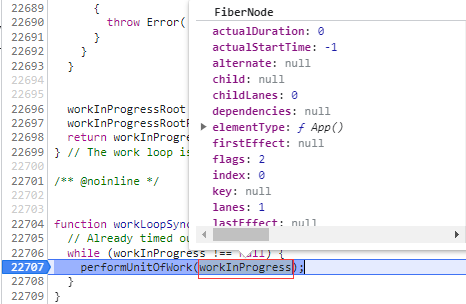 22689 {
22690 throw Error(
22691 }
22692 }
22693 }
22694
22695
22696 workInProgressRoot
22697 workInProgressRootR
22698 return workInProgre
22699 } // The work loop is
22700
22701 /** @noinline */
22702
22703
22704 function workLoopSync
22705 // Already timed ou
22706 while (workInProgress !== null) {
22707 performUnitOfWork(workInProgress);
22708 }
}
FiberNode
actualDuration: 0
actualStartTime: -1
alternate: null
child: null
childLanes: 0
dependencies: null
elementType: ƒ App()
firstEffect: null
flags: 2
index: 0
key: null
lanes: 1
lastEffect: null